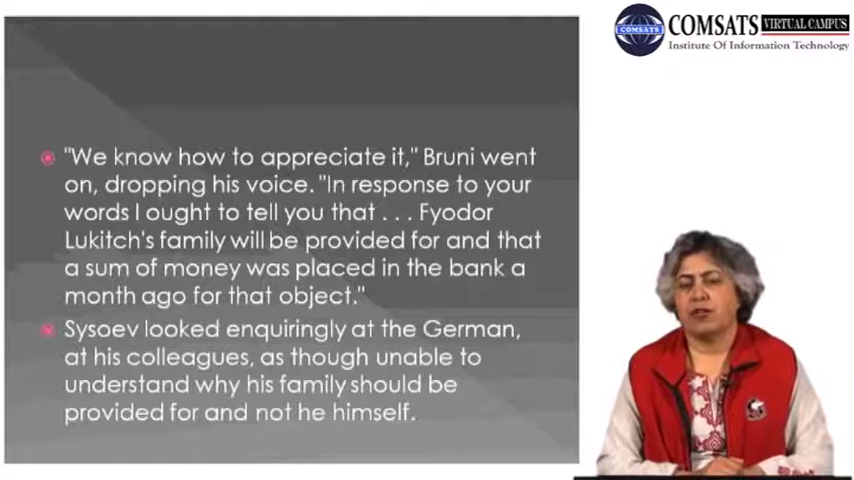 COMSATS
COMSATS VIRTUAL CAMPUS
Institute Of Information Technology
"We know how to appreciate it," Bruni went
on, dropping his voice. "In response to your
words I ought to tell you that . . . Fyodor
Lukitch's family will be provided for and that
a sum of money was placed in the bank a
month ago for that object."
Sysoev looked enquiringly at the German,
at his colleagues, as though unable to
understand why his family should be
provided for and not he himself.